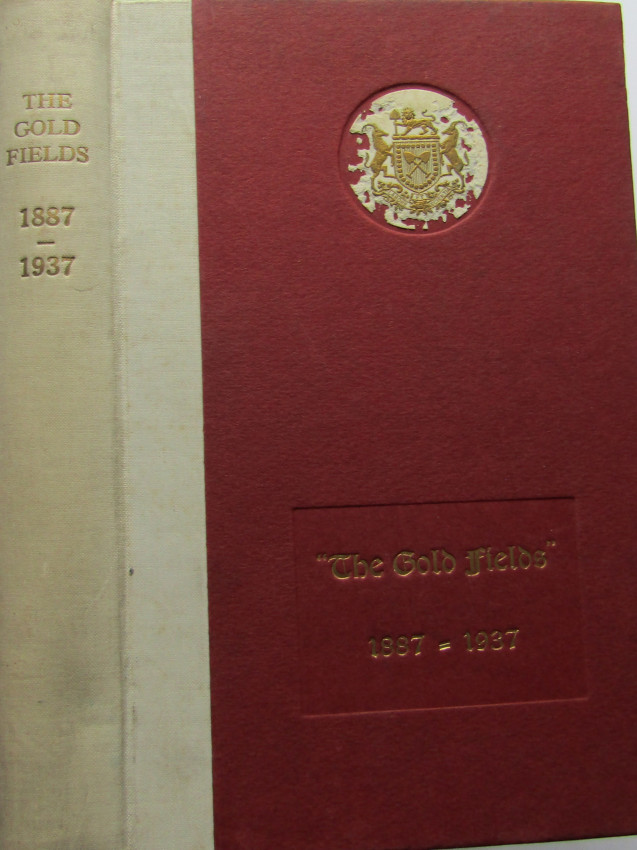 THE
GOLD
FIELDS
1887
–
1937
"The Gold Fields"
1887 = 1937